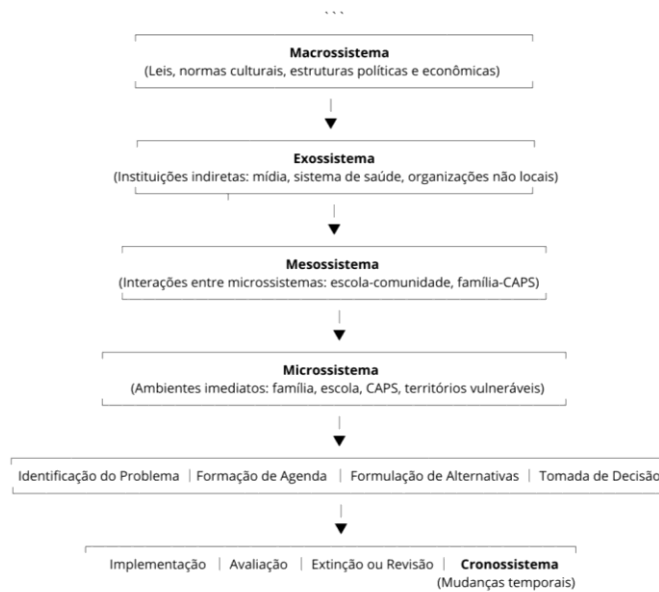 ```
Macrossistema
(Leis, normas culturais, estruturas políticas e econômicas)
Exossistema
(Instituições indiretas: mídia, sistema de saúde, organizações não locais)
Mesossistema
(Interações entre microssistemas: escola-comunidade, família-CAPS)
Microssistema
(Ambientes imediatos: família, escola, CAPS, territórios vulneráveis)
Identificação do Problema | Formação de Agenda | Formulação de Alternativas | Tomada de Decisão
Implementação | Avaliação | Extinção ou Revisão | Cronossistema
(Mudanças temporais)